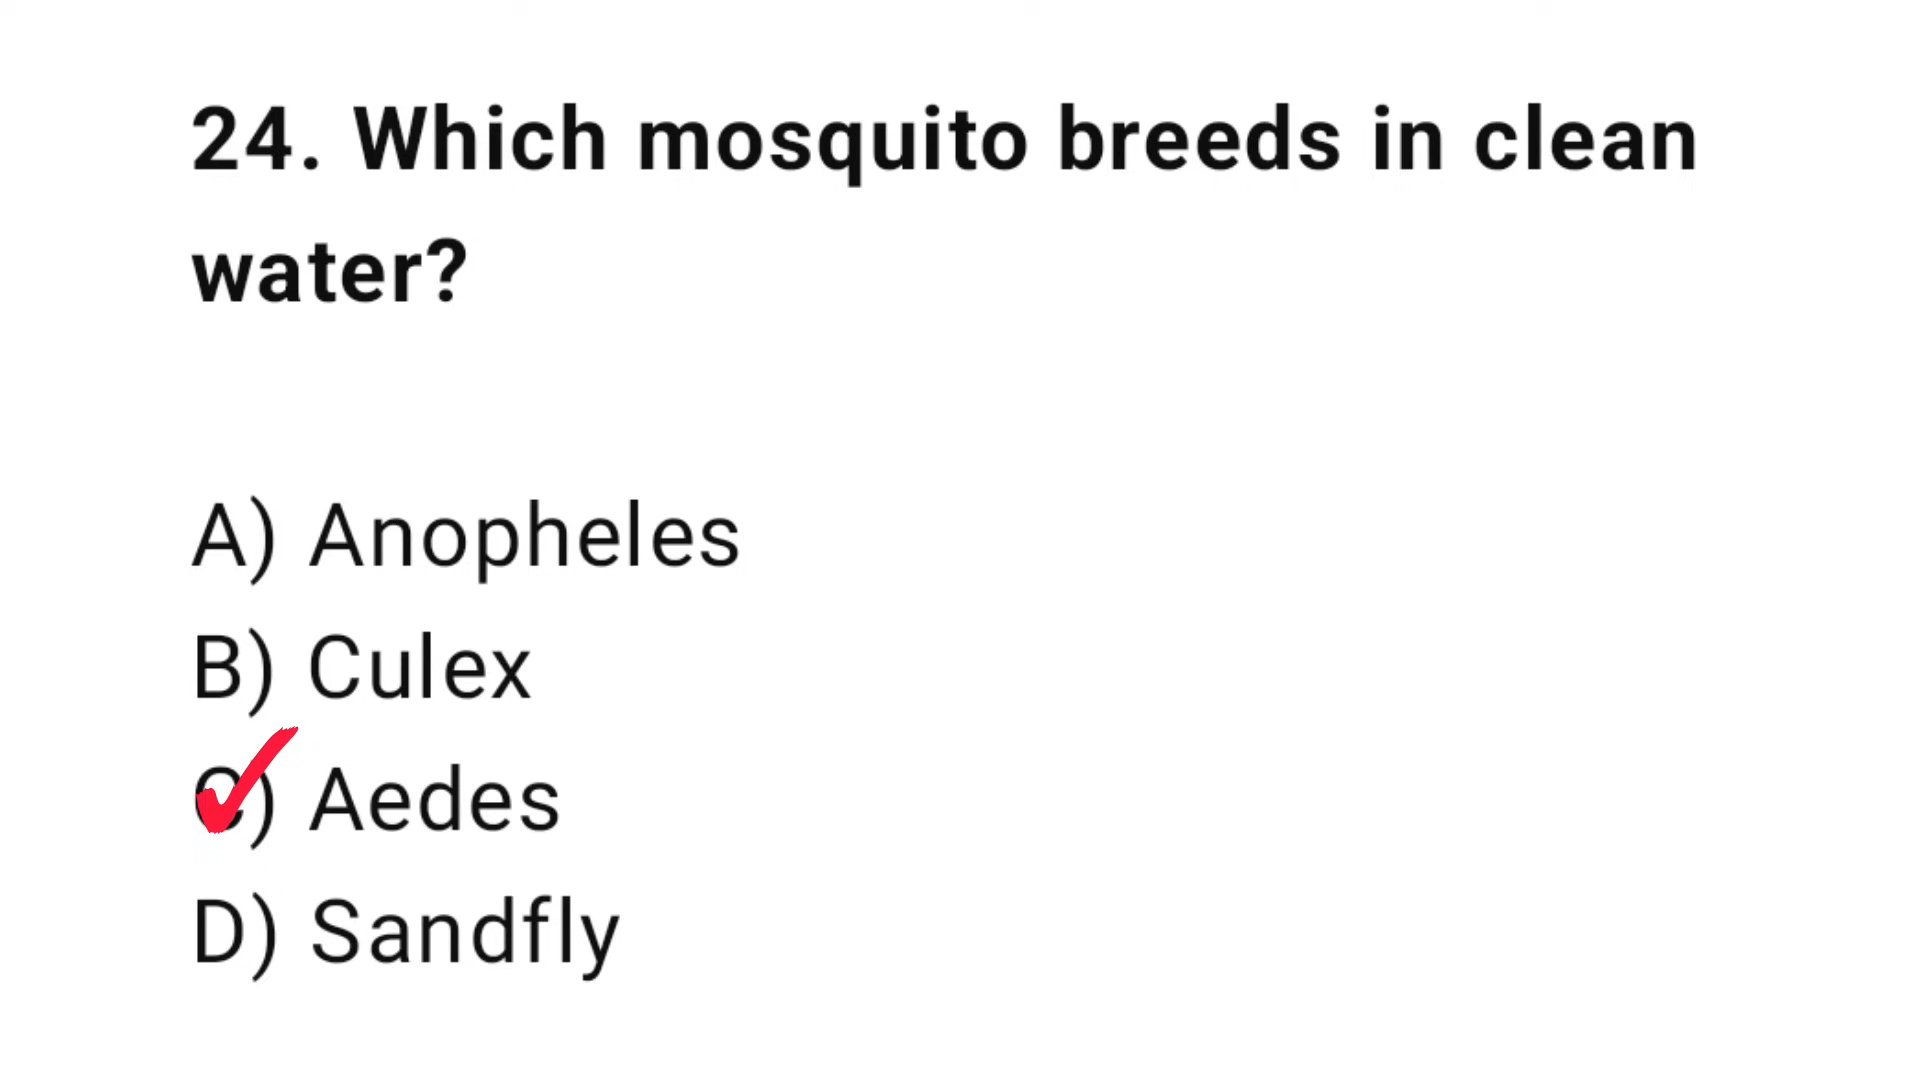 24. Which mosquito breeds in clean
water?
A) Anopheles
B) Culex
C) Aedes
D) Sandfly